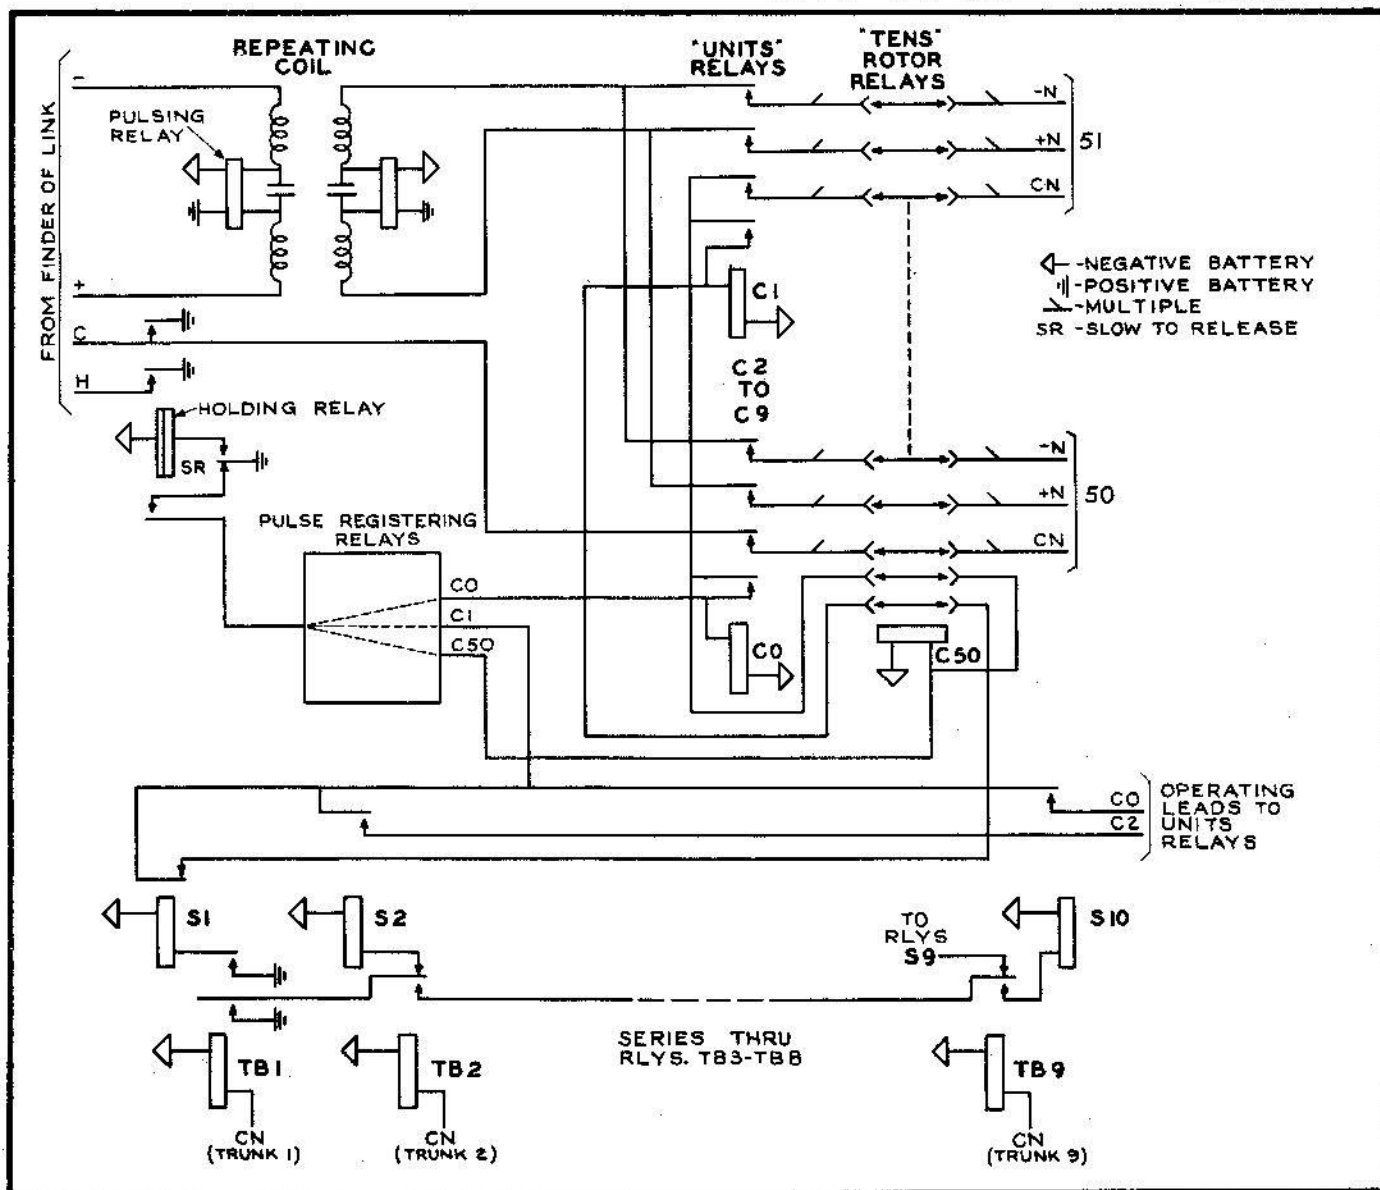 REPEATING
COIL
"UNITS"
RELAYS
"TENS"
ROTOR
RELAYS
FROM FINDER OF LINK
-
PULSING
RELAY
+
C
H
HOLDING RELAY
SR
-N
+N
CN
51
C1
C2
TO
C9
-NEGATIVE BATTERY
-POSITIVE BATTERY
-MULTIPLE
SR -SLOW TO RELEASE
-N
+N
CN
50
PULSE REGISTERING
RELAYS
C0
C1
C50
C0
C50
C0
C2
OPERATING
LEADS TO
UNITS
RELAYS
S1
S2
TO
RLYS
S9
S10
SERIES THRU
RLYS. TB3-TB8
TB1
TB2
TB9
CN
(TRUNK 1)
CN
(TRUNK 2)
CN
(TRUNK 9)